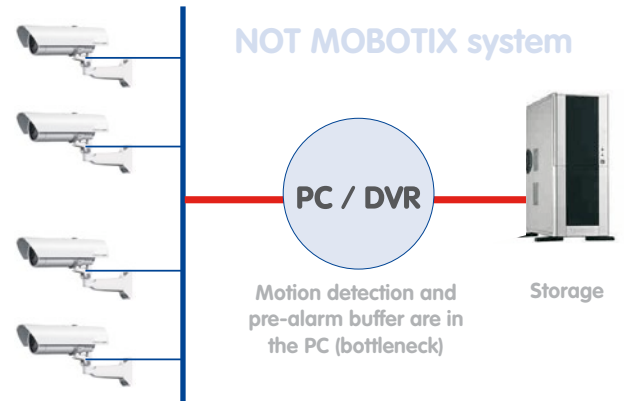 NOT MOBOTIX system
PC / DVR
Motion detection and
pre-alarm buffer are in
the PC (bottleneck)
Storage